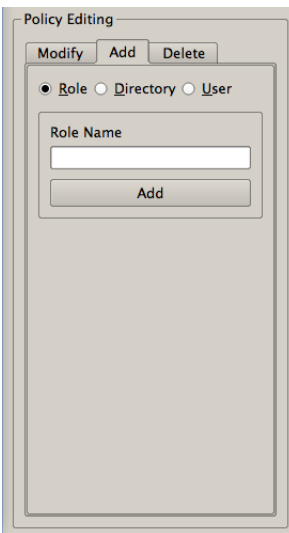 Policy Editing
Modify Add Delete
Role Directory User
Role Name
Add